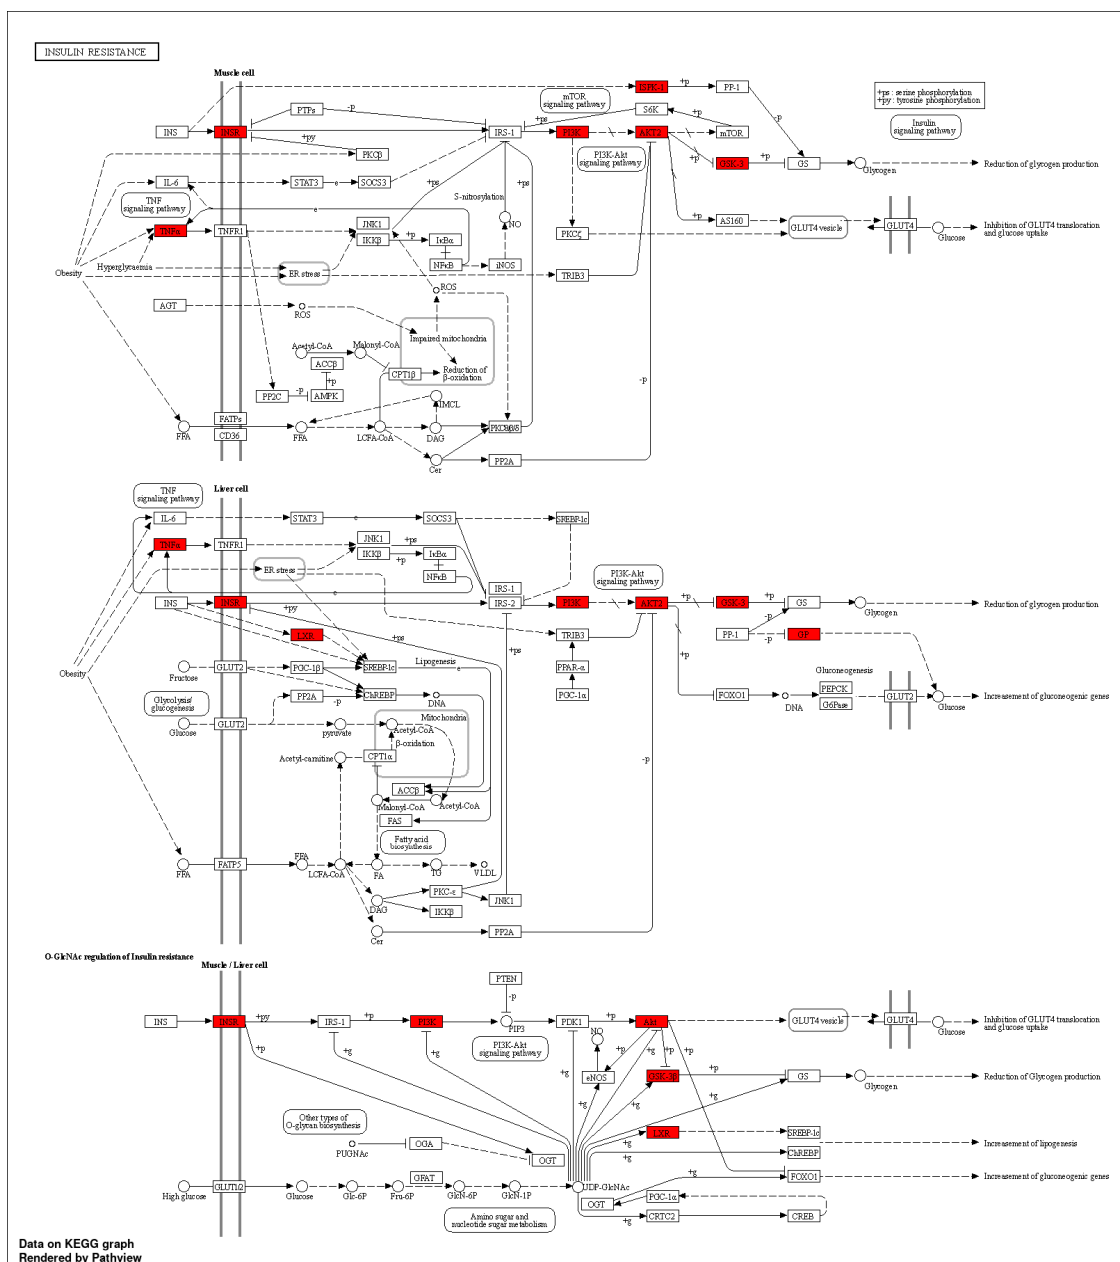 INSULIN RESISTANCE
Muscle cell
+ps : serine phosphorylation
+py : tyrosine phosphorylation
Insulin
signaling pathway
mTOR
signaling pathway
+p
PP-1
PTPs
-p
+ps
S6K
+p
-p
INS
INSR
IRS-1
PI3K
AKT2
mTOR
+py
PKCβ
PI3K-Akt
signaling pathway
+p
GSK-3
+p
GS
Glycogen
Reduction of glycogen production
IL-6
STAT3
e
SOCS3
+ps
+ps
TNF
signaling pathway
S-nitrosylation
+p
e
JNK1
NO
AS160
GLUT4 vesicle
GLUT4
Glucose
Inhibition of GLUT4 translocation
and glucose uptake
TNFα
TNFR1
IKKβ
+p
IκBα
PKCζ
Obesity
Hyperglycaemia
ER stress
NFκB
iNOS
TRIB3
ROS
AGT
ROS
Impaired mitochondria
Acetyl-CoA
Malonyl-CoA
ACCβ
CPT1β
Reduction of
β-oxidation
+p
-p
PP2C
-p
AMPK
IMCL
FATPs
FFA
CD36
FFA
LCFA-CoA
DAG
Cer
PP2A
TNF
signaling pathway
Liver cell
IL-6
STAT3
e
SOCS3
SREBP-1c
TNFα
TNFR1
JNK1
+ps
IKKβ
+p
IκBα
ER stress
NFκB
PI3K-Akt
signaling pathway
e
IRS-1
INS
INSR
IRS-2
PI3K
AKT2
+p
GSK-3
+p
GS
Glycogen
Reduction of glycogen production
+py
-p
LXR
+ps
+ps
TRIB3
PP-1
-p
GP
+p
Obesity
Fructose
GLUT2
PGC-1β
SREBP-1c
Lipogenesis
e
PPAR-α
Gluconeogenesis
PP2A
-p
ChREBP
DNA
PGC-1α
FOXO1
DNA
PEPCK
G6Pase
GLUT2
Glucose
Increasement of gluconeogenic genes
Glycolysis/
glucogenesis
Glucose
GLUT2
pyruvate
Mitochondria
Acetyl-CoA
β-oxidation
Acetyl-carnitine
CPT1α
-p
ACCβ
Malonyl-CoA
Acetyl-CoA
FAS
Fatty acid
biosynthesis
FFA
FATP5
FFA
LCFA-CoA
FA
TG
VLDL
PKC-ε
DAG
IKKβ
JNK1
Cer
PP2A
O-GlcNAc regulation of Insulin resistance
Muscle / Liver cell
PTEN
-p
INS
INSR
+py
IRS-1
+p
PI3K
PIP3
PDK1
Akt
GLUT4 vesicle
GLUT4
Glucose
Inhibition of GLUT4 translocation
and glucose uptake
+p
+g
+g
PI3K-Akt
signaling pathway
NO
+p
+g
+p
+g
eNOS
GSK-3β
+p
GS
Glycogen
Reduction of Glycogen production
+g
+g
+g
Other types of
O-glycan biosynthesis
LXR
SREBP-1c
Increasement of lipogenesis
PUGNAc
OGA
OGT
+g
+g
ChREBP
High glucose
GLUT1/2
Glucose
Glc-6P
Fru-6P
GFAT
GlcN-6P
GlcN-1P
UDP-GlcNAc
+g
FOXO1
Increasement of gluconeogenic genes
OGT
PGC-1α
Amino sugar and
nucleotide sugar metabolism
+g
CRTC2
CREB
Data on KEGG graph
Rendered by Pathview